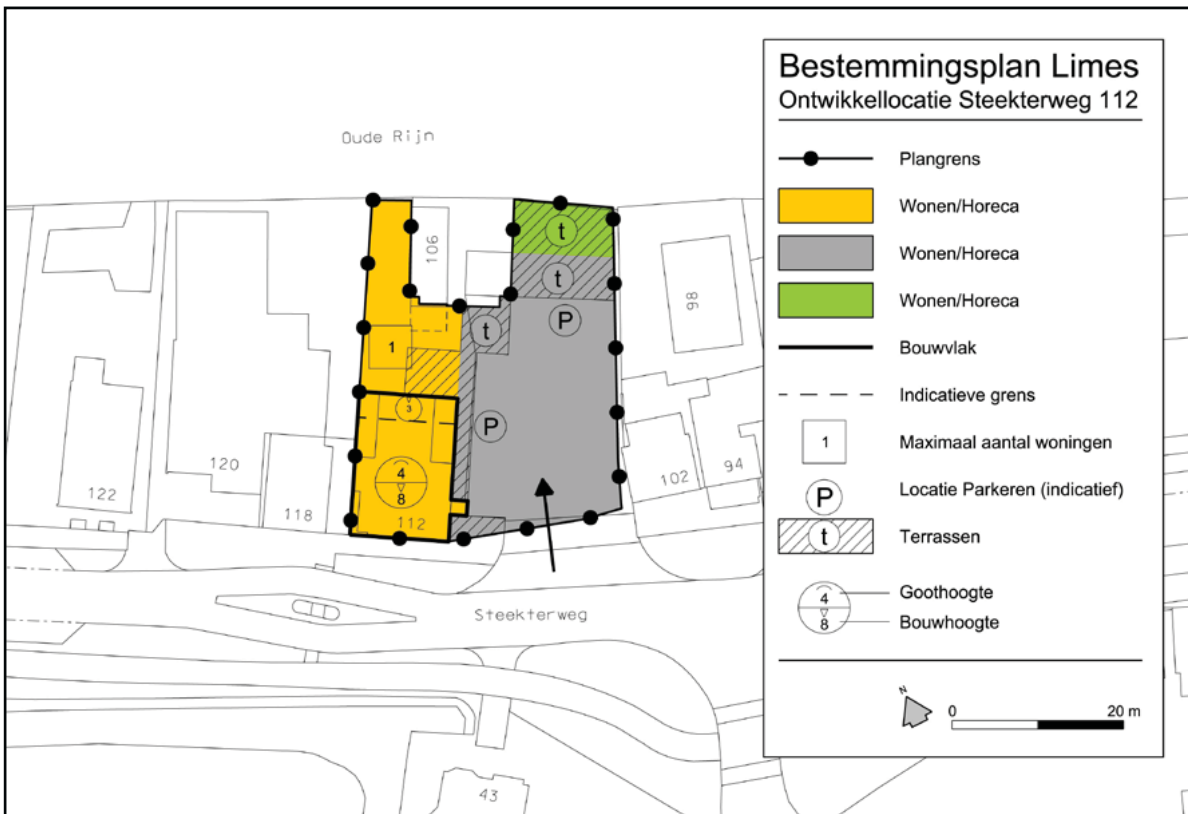 Bestemmingsplan Limes
Ontwikkellocatie Steekterweg 112
Plangrens
Wonen/Horeca
Wonen/Horeca
Wonen/Horeca
Bouwvlak
Indicatieve grens
1
Maximaal aantal woningen
P
Locatie Parkeren (indicatief)
t
Terrassen
4
8
Goothoogte
Bouwhoogte
N
0
20 m
Oude Rijn
106
t
t
98
t
P
1
3
P
4
8
112
120
122
118
102
94
Steekterweg
43